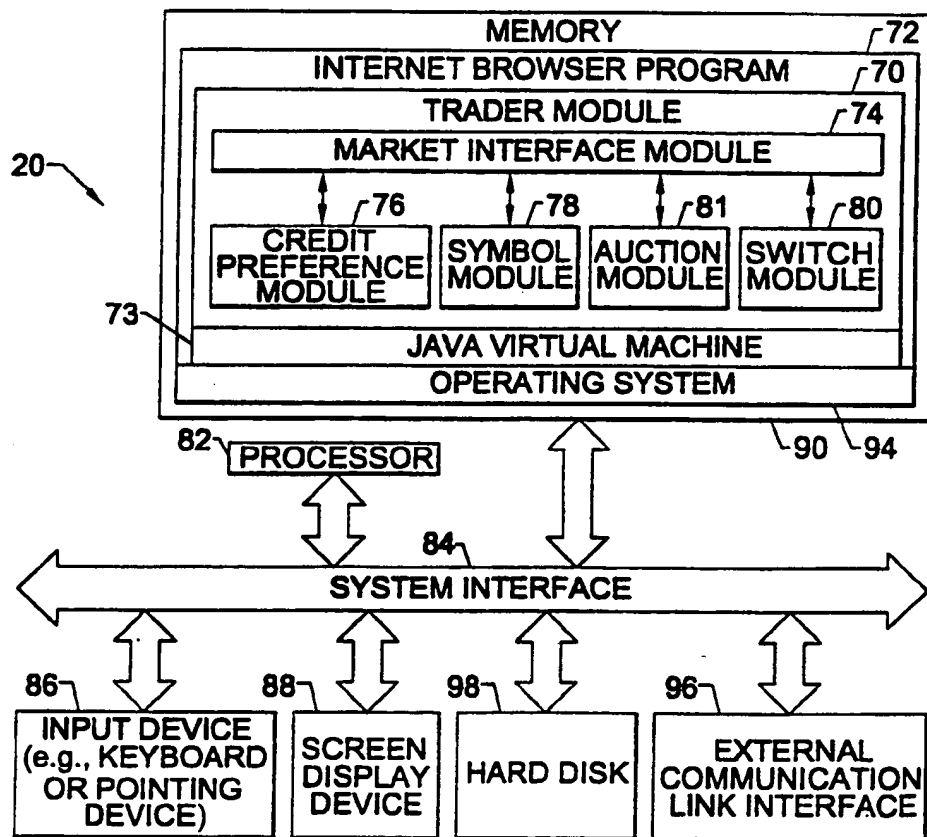 MEMORY
72
INTERNET BROWSER PROGRAM
70
TRADER MODULE
74
MARKET INTERFACE MODULE
20
76
78
81
80
CREDIT
PREFERENCE
MODULE
SYMBOL
MODULE
AUCTION
MODULE
SWITCH
MODULE
73
JAVA VIRTUAL MACHINE
OPERATING SYSTEM
82
PROCESSOR
90
94
84
SYSTEM INTERFACE
86
88
98
96
INPUT DEVICE
(e.g., KEYBOARD
OR POINTING
DEVICE)
SCREEN
DISPLAY
DEVICE
HARD DISK
EXTERNAL
COMMUNICATION
LINK INTERFACE